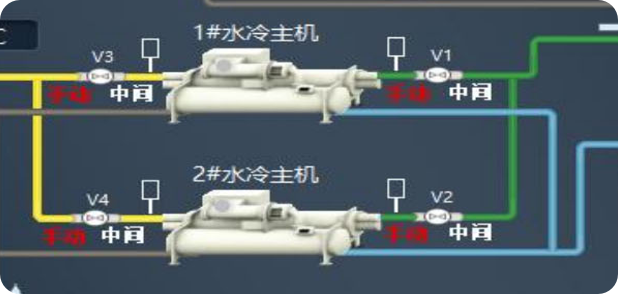 C
1#水冷主机
V3
V1
手动 中间
手动 中间
2#水冷主机
V4
V2
手动 中间
手动 中间